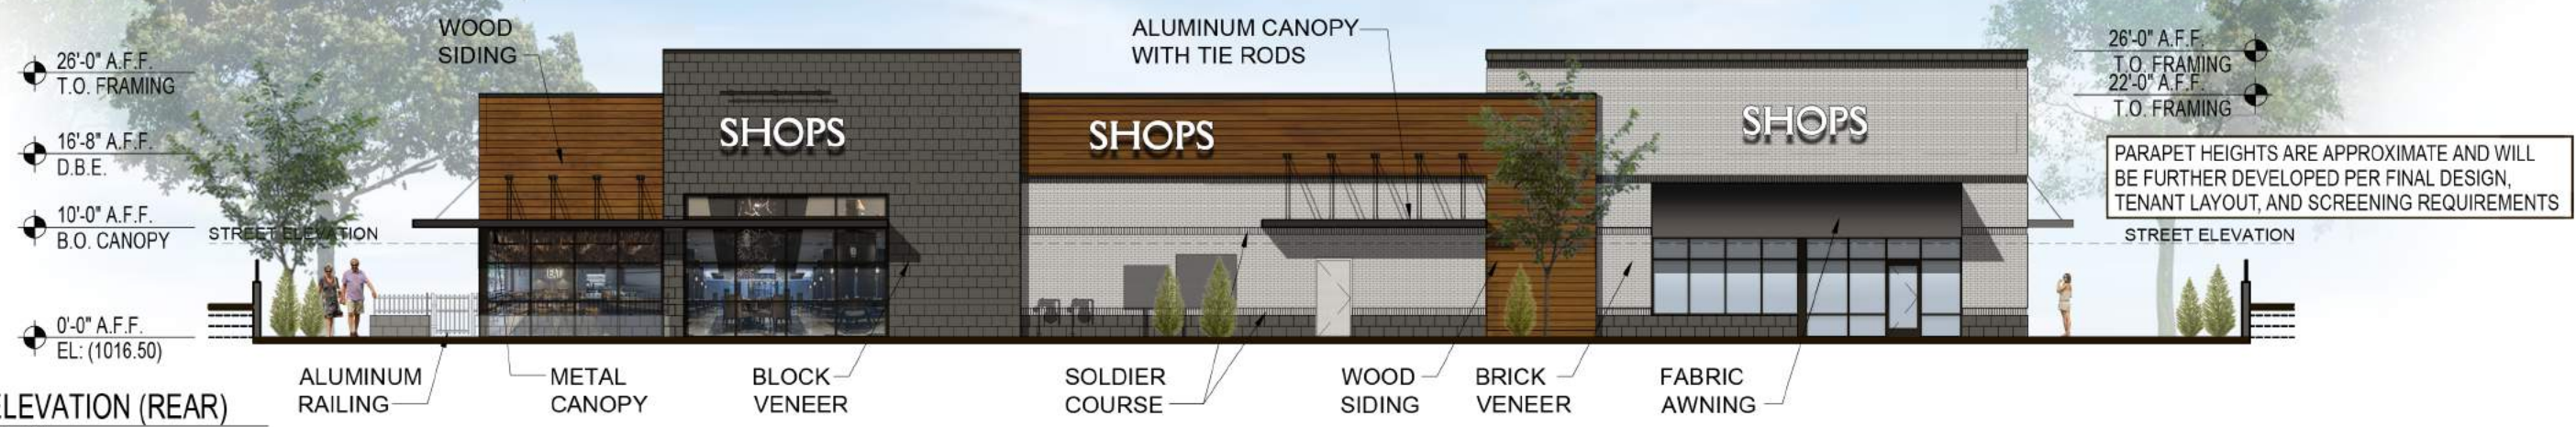 WOOD
SIDING
ALUMINUM CANOPY
WITH TIE RODS
26'-0" A.F.F.
T.O. FRAMING
16'-8" A.F.F.
D.B.E.
10'-0" A.F.F.
B.O. CANOPY
STREET ELEVATION
0'-0" A.F.F.
EL: (1016.50)
SHOPS
SHOPS
SHOPS
26'-0" A.F.F.
T.O. FRAMING
22'-0" A.F.F.
T.O. FRAMING
PARAPET HEIGHTS ARE APPROXIMATE AND WILL
BE FURTHER DEVELOPED PER FINAL DESIGN,
TENANT LAYOUT, AND SCREENING REQUIREMENTS
STREET ELEVATION
ALUMINUM
RAILING
METAL
CANOPY
BLOCK
VENEER
SOLDIER
COURSE
WOOD
SIDING
BRICK
VENEER
FABRIC
AWNING
ELEVATION (REAR)